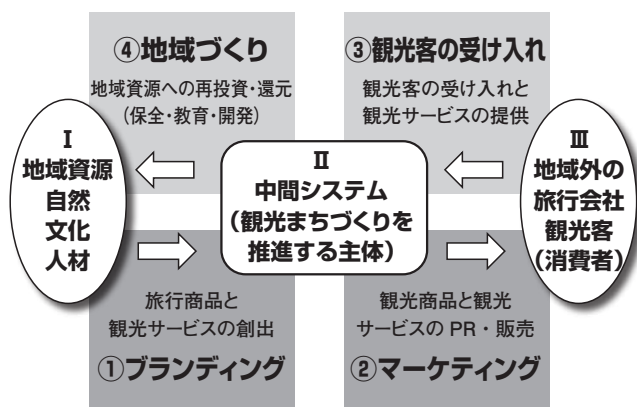 ④地域づくり
地域資源への再投資・還元
(保全・教育・開発)
③観光客の受け入れ
観光客の受け入れと
観光サービスの提供
Ⅰ
地域資源
自然
文化
人材
Ⅱ
中間システム
(観光まちづくりを
推進する主体)
Ⅲ
地域外の
旅行会社
観光客
(消費者)
旅行商品と
観光サービスの創出
①ブランディング
観光商品と観光
サービスの PR・販売
②マーケティング